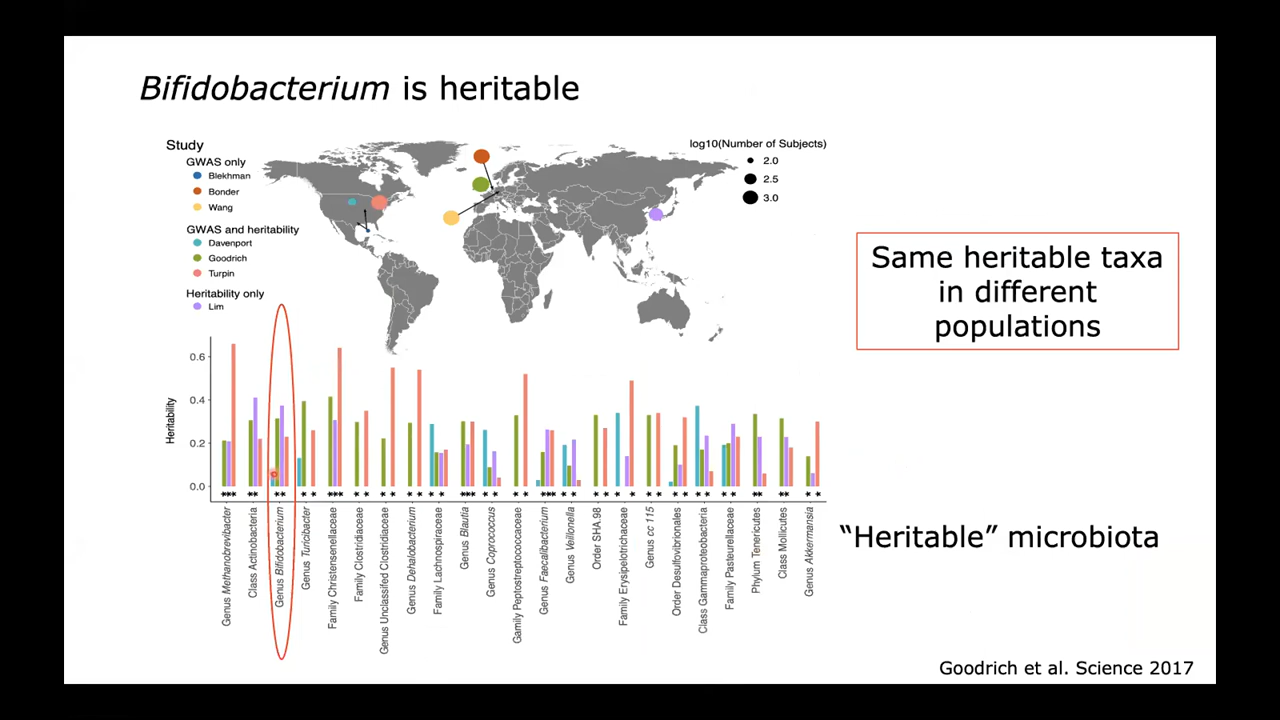 Bifidobacterium is heritable
Study
GWAS only
Blekhman
Bonder
Wang
GWAS and heritability
Davenport
Goodrich
Turpin
Heritability only
Lim
log10(Number of Subjects)
2.0
2.5
3.0
Same heritable taxa
in different
populations
Heritability
0.6
0.4
0.2
0.0
Genus Methanobrevibacter
Class Actinobacteria
Genus Bifidobacterium
Genus Turicibacter
Family Christensenellaceae
Family Clostridiaceae
Genus Unclassifed Clostridiaceae
Genus Dehalobacterium
Family Lachnospiraceae
Genus Blautia
Genus Coprococcus
Gamily Peptostreptococcaceae
Genus Faecalibacterium
Genus Veillonella
Order SHA.98
Family Erysipelotrichaceae
Genus cc 115
Order Desulfovibrionales
Class Gammaproteobacteria
Family Pasteurellaceae
Phylum Tenericutes
Class Mollicutes
Genus Akkermansia
“Heritable” microbiota
Goodrich et al. Science 2017